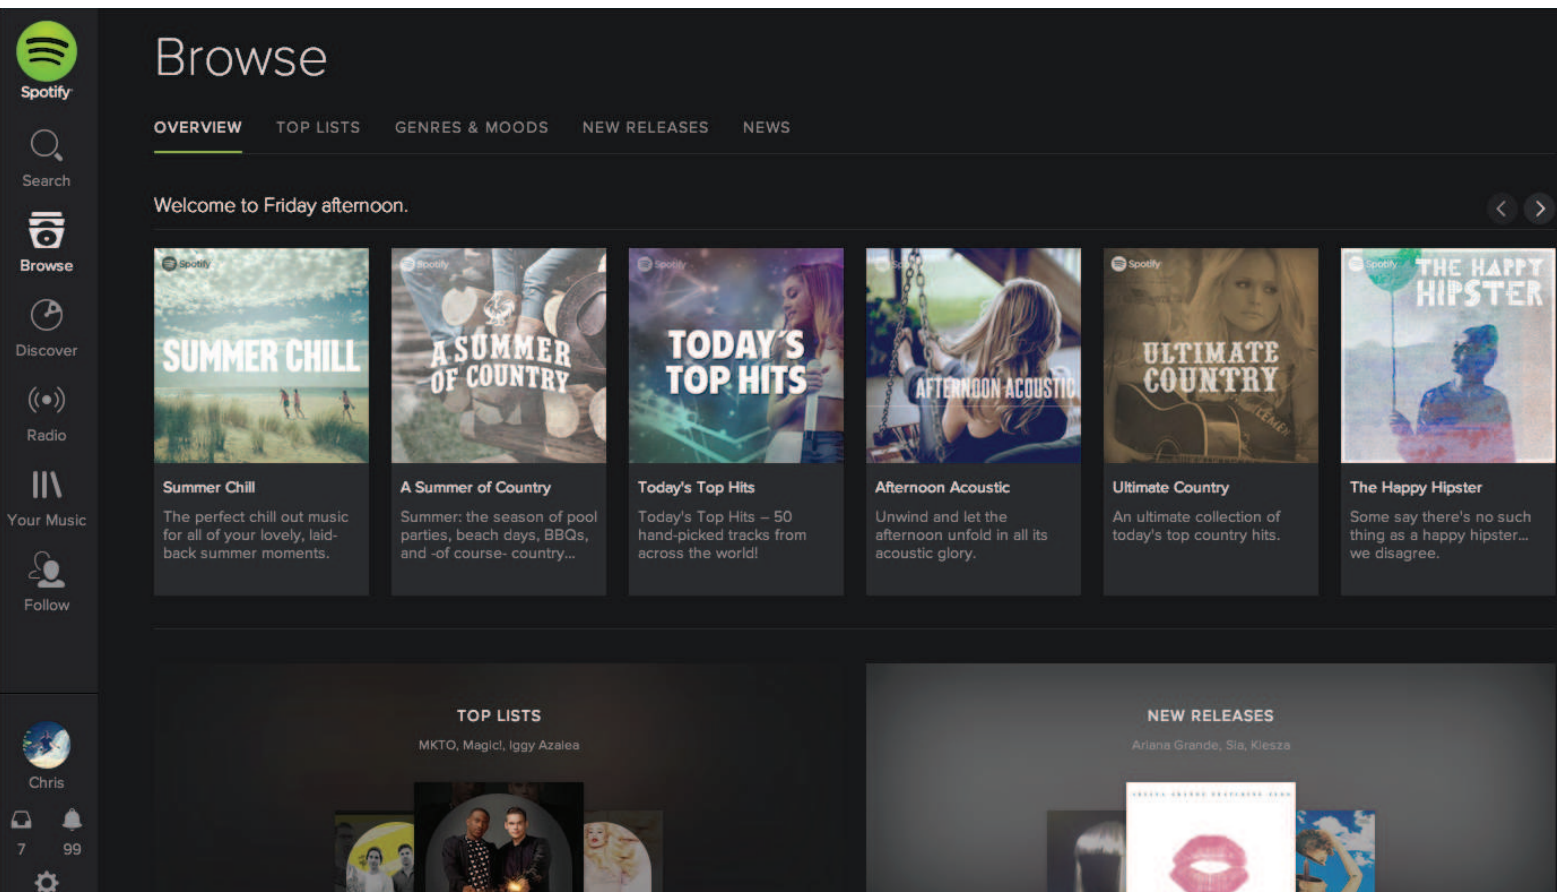 Spotify
Search
Browse
Discover
Radio
Your Music
Follow
Chris
7 99
Browse
OVERVIEW TOP LISTS GENRES & MOODS NEW RELEASES NEWS
Welcome to Friday afternoon.
Spotify
SUMMER CHILL
Summer Chill
The perfect chill out music
for all of your lovely, laid-
back summer moments.
Spotify
A SUMMER
OF COUNTRY
A Summer of Country
Summer: the season of pool
parties, beach days, BBQs,
and -of course- country...
Spotify
TODAY'S
TOP HITS
Today's Top Hits
Today's Top Hits – 50
hand-picked tracks from
across the world!
AFTERNOON ACOUSTIC
Afternoon Acoustic
Unwind and let the
afternoon unfold in all its
acoustic glory.
Spotify
ULTIMATE
COUNTRY
Ultimate Country
An ultimate collection of
today's top country hits.
Spotify
THE HAPPY
HIPSTER
The Happy Hipster
Some say there's no such
thing as a happy hipster...
we disagree.
TOP LISTS
MKTO, Magic!, Iggy Azalea
NEW RELEASES
Ariana Grande, Sia, Kiesza